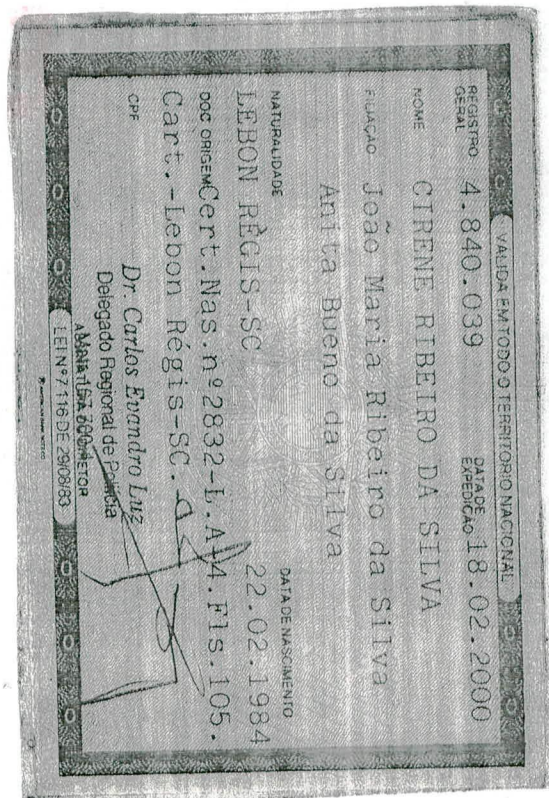 VÁLIDA EM TODO O TERRITÓRIO NACIONAL
REGISTRO GERAL 4.840.039 DATA DE EXPEDIÇÃO 18.02.2000
NOME CIRENE RIBEIRO DA SILVA
FILIAÇÃO João Maria Ribeiro da Silva
Anita Bueno da Silva
NATURALIDADE DATA DE NASCIMENTO
LEBON RÉGIS-SC 22.02.1984
DOC ORIGEM Cert.Nas.nº2832-L.A-14.Fls.105.
Cart.-Lebon Régis-SC.
CPF
Dr. Carlos Evandro Luz
Delegado Regional de Polícia
LEI Nº 7.116 DE 29/08/83